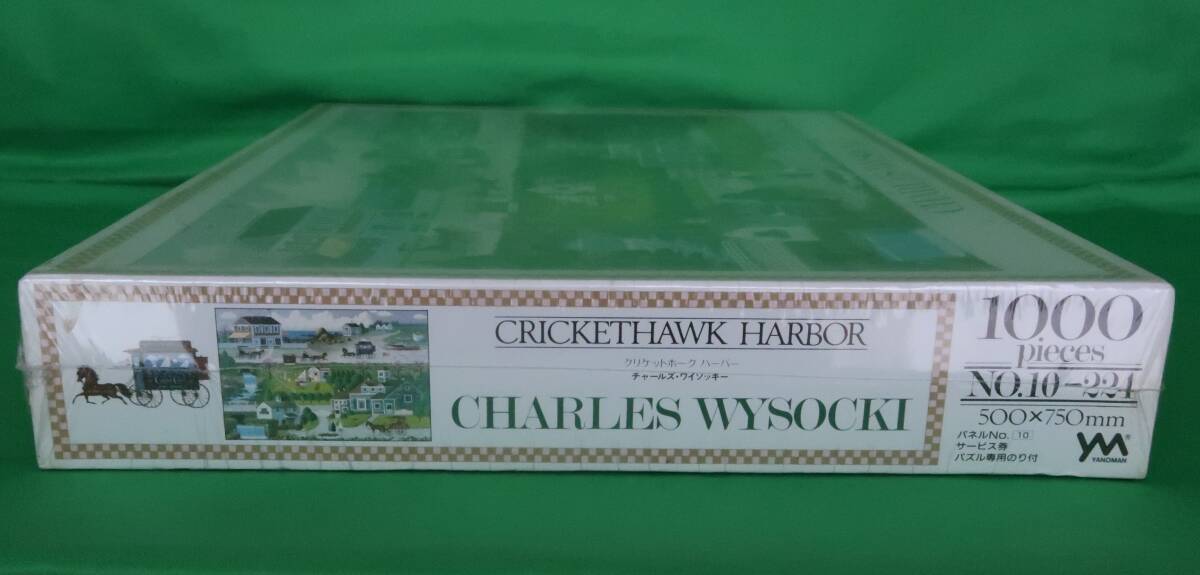 CRICKETHAWK HARBOR
クリケットホーク ハーバー
チャールズ・ワイソッキー
CHARLES WYSOCKI
1000
pieces
NO.10-224
500×750mm
パネルNo. 10
サービス券
パズル専用のり付
YM®
YANOMAN